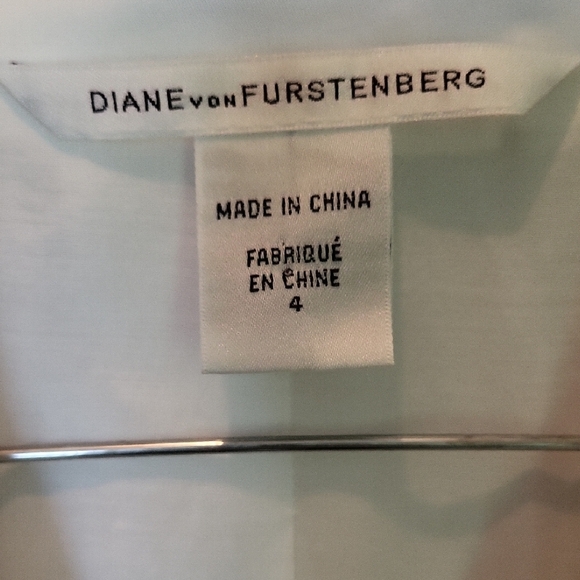 DIANE VON FURSTENBERG
MADE IN CHINA
FABRIQUÉ
EN CHINE
4